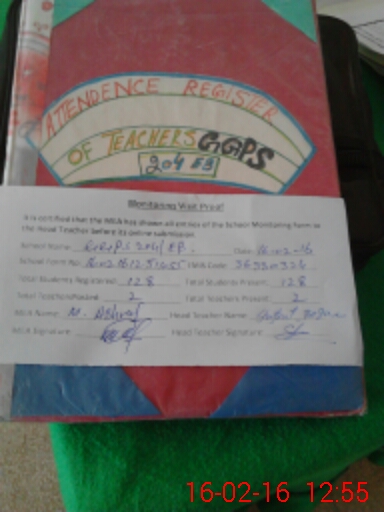 ATTENDENCE REGISTER
OF TEACHERS GGPS
204 EB
Monitoring Visit Proof
It is certified that the MEA has shown all entries of the School Monitoring Form to
the Head Teacher before its online submission.
School Name: GGPS 204/EB. Date: 16-02-16
School Form No. MEA Code:
Total Students Registered: 128 Total Students Present: 128
Total Teachers Posted: 2 Total Teachers Present: 2
MEA Name: M. Ashraf Head Teacher Name:
MEA Signature: Head Teacher Signature:
16-02-16 12:55